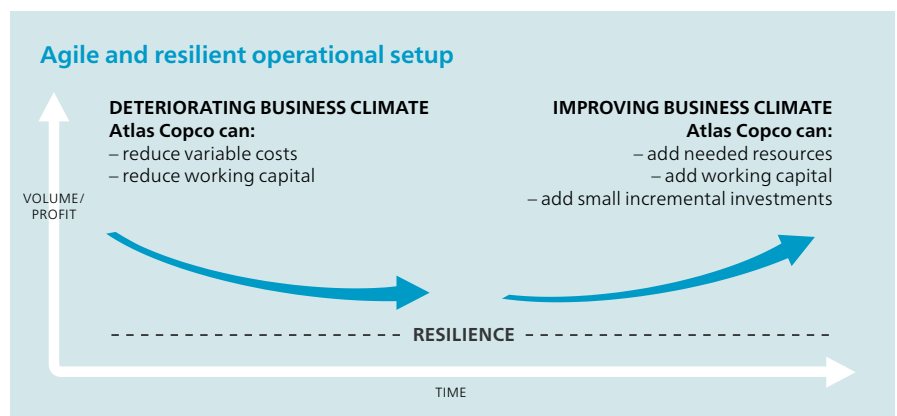 Agile and resilient operational setup
DETERIORATING BUSINESS CLIMATE
Atlas Copco can:
– reduce variable costs
– reduce working capital
IMPROVING BUSINESS CLIMATE
Atlas Copco can:
– add needed resources
– add working capital
– add small incremental investments
VOLUME/
PROFIT
RESILIENCE
TIME